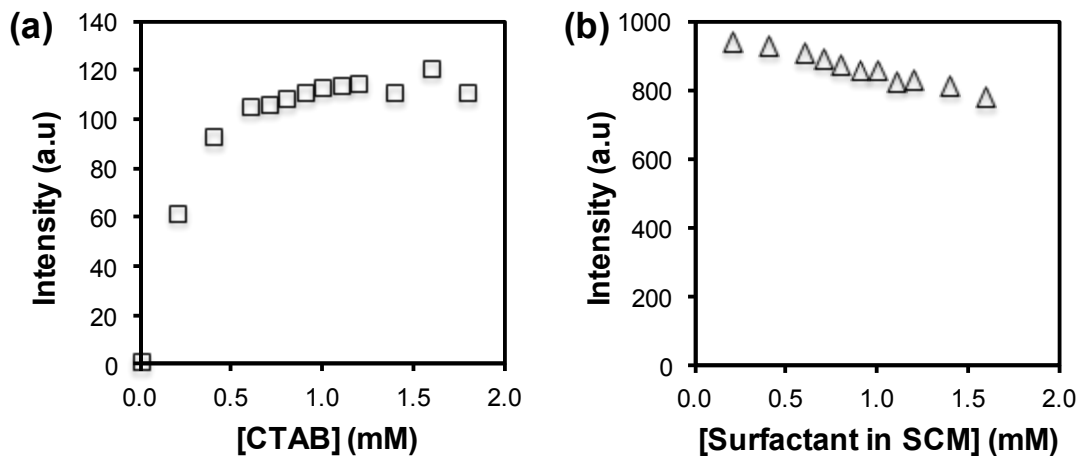 (a)
Intensity (a.u)
140
120
100
80
60
40
20
0
0.0 0.5 1.0 1.5 2.0
[CTAB] (mM)
(b)
Intensity (a.u)
1000
800
600
400
200
0
0.0 0.5 1.0 1.5 2.0
[Surfactant in SCM] (mM)